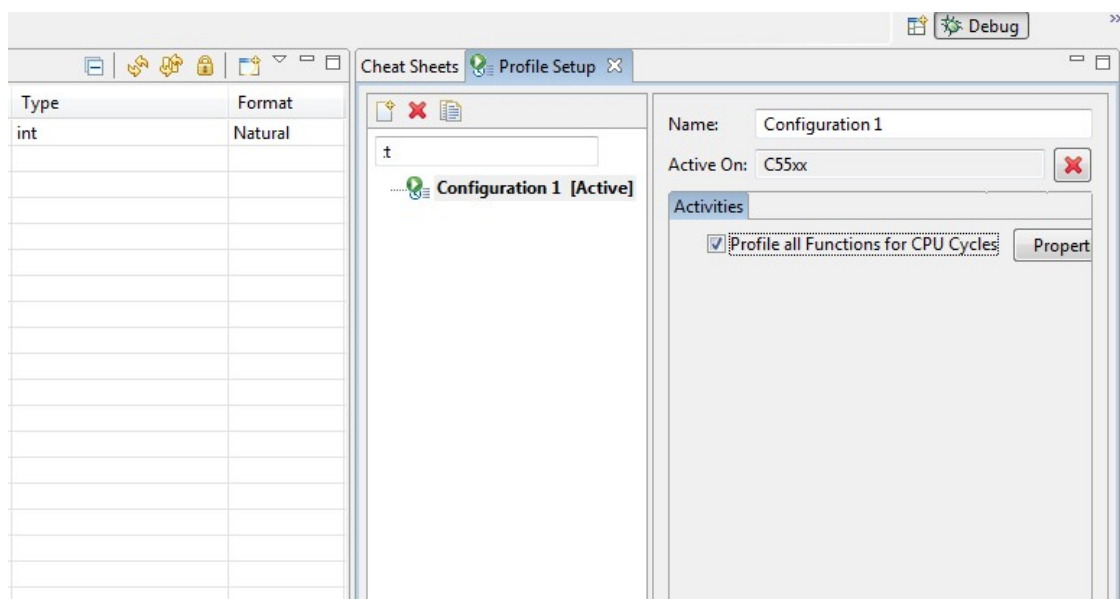 Debug
Cheat Sheets Profile Setup
Type Format
int Natural
t
Configuration 1 [Active]
Name: Configuration 1
Active On: C55xx
Activities
Profile all Functions for CPU Cycles Propert